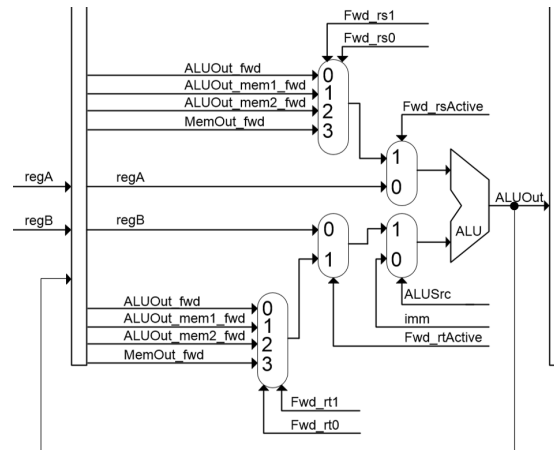 Fwd_rs1
Fwd_rs0
ALUOut_fwd
0
ALUOut_mem1_fwd
1
ALUOut_mem2_fwd
2
MemOut_fwd
3
Fwd_rsActive
1
regA
regA
0
ALUOut
regB
regB
0
1
ALU
1
0
ALUOut_fwd
0
ALUSrc
ALUOut_mem1_fwd
1
imm
ALUOut_mem2_fwd
2
Fwd_rtActive
MemOut_fwd
3
Fwd_rt1
Fwd_rt0